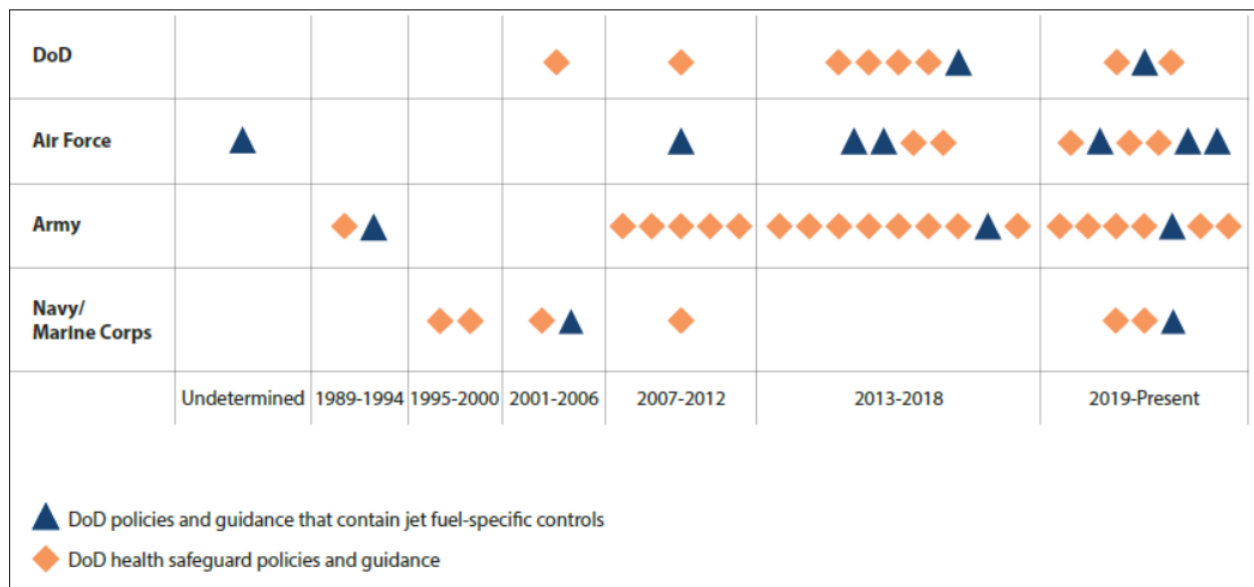 DoD
Air Force
Army
Navy/
Marine Corps
Undetermined 1989-1994 1995-2000 2001-2006 2007-2012 2013-2018 2019-Present
DoD policies and guidance that contain jet fuel-specific controls
DoD health safeguard policies and guidance